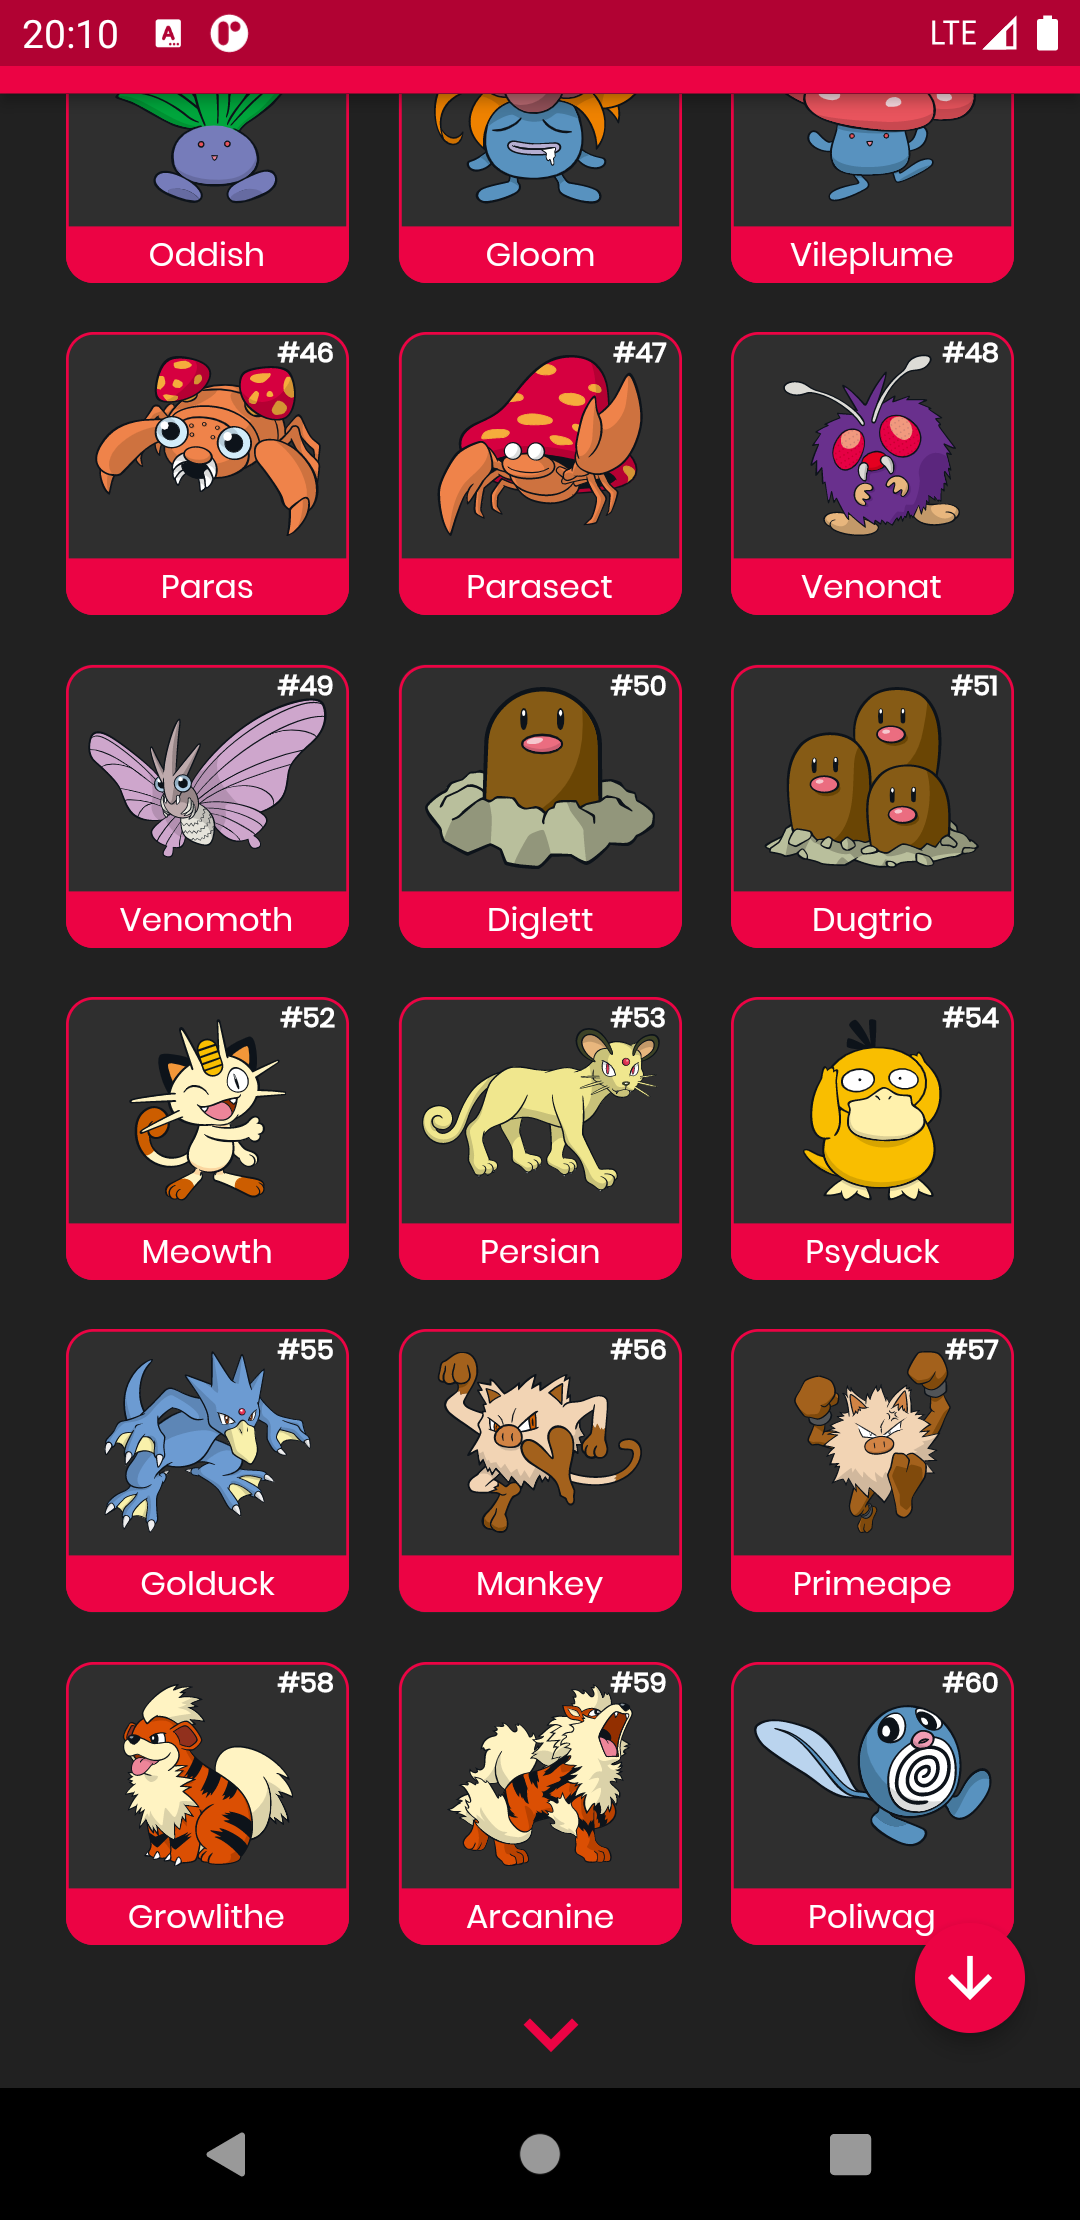 20:10 A LTE
Oddish Gloom Vileplume
#46 #47 #48
Paras Parasect Venonat
#49 #50 #51
Venomoth Diglett Dugtrio
#52 #53 #54
Meowth Persian Psyduck
#55 #56 #57
Golduck Mankey Primeape
#58 #59 #60
Growlithe Arcanine Poliwag